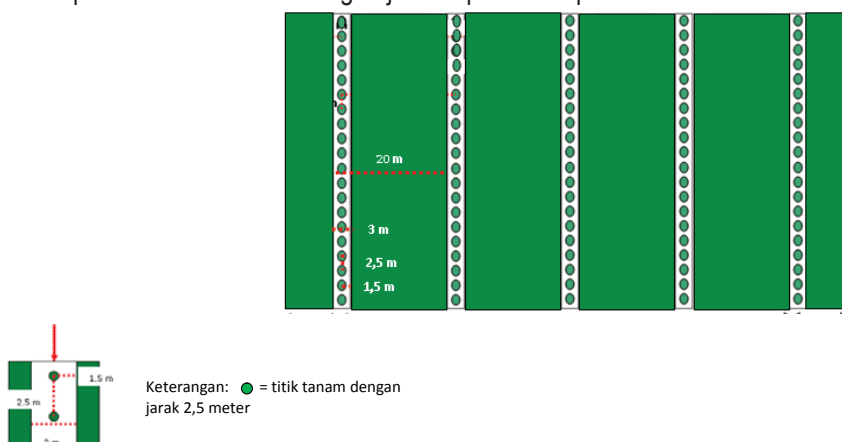 20 m
3 m
2,5 m
1,5 m
1,5 m
2.5 m
Keterangan: = titik tanam dengan
jarak 2,5 meter